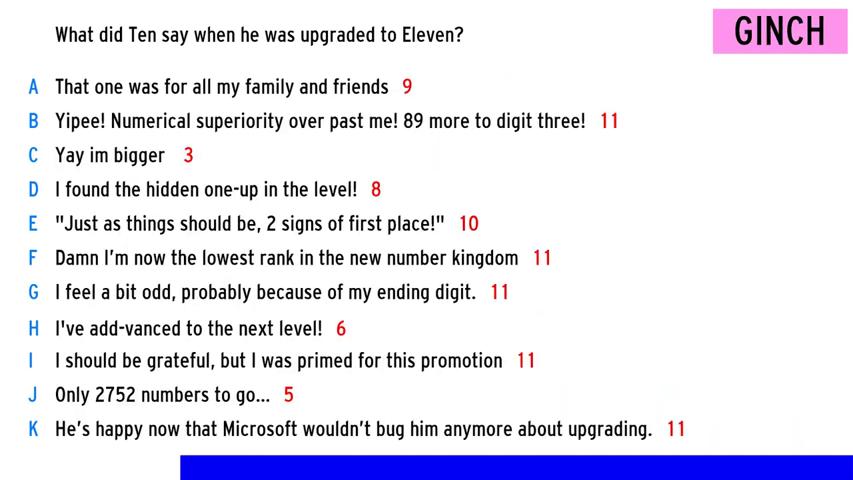 What did Ten say when he was upgraded to Eleven?
GINCH
A That one was for all my family and friends 9
B Yipee! Numerical superiority over past me! 89 more to digit three! 11
C Yay im bigger 3
D I found the hidden one-up in the level! 8
E "Just as things should be, 2 signs of first place!" 10
F Damn I'm now the lowest rank in the new number kingdom 11
G I feel a bit odd, probably because of my ending digit. 11
H I've add-vanced to the next level! 6
I I should be grateful, but I was primed for this promotion 11
J Only 2752 numbers to go... 5
K He's happy now that Microsoft wouldn't bug him anymore about upgrading. 11